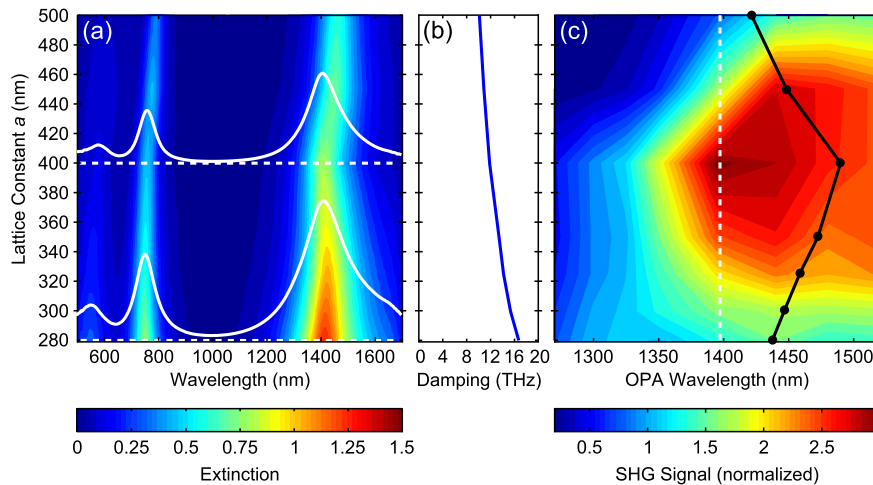 (a)
(b)
(c)
Lattice Constant a (nm)
500
460
420
400
380
360
340
320
300
280
600 800 1000 1200 1400 1600
Wavelength (nm)
0 4 8 12 16 20
Damping (THz)
1300 1350 1400 1450 1500
OPA Wavelength (nm)
0 0.25 0.5 0.75 1 1.25 1.5
Extinction
0.5 1 1.5 2 2.5
SHG Signal (normalized)